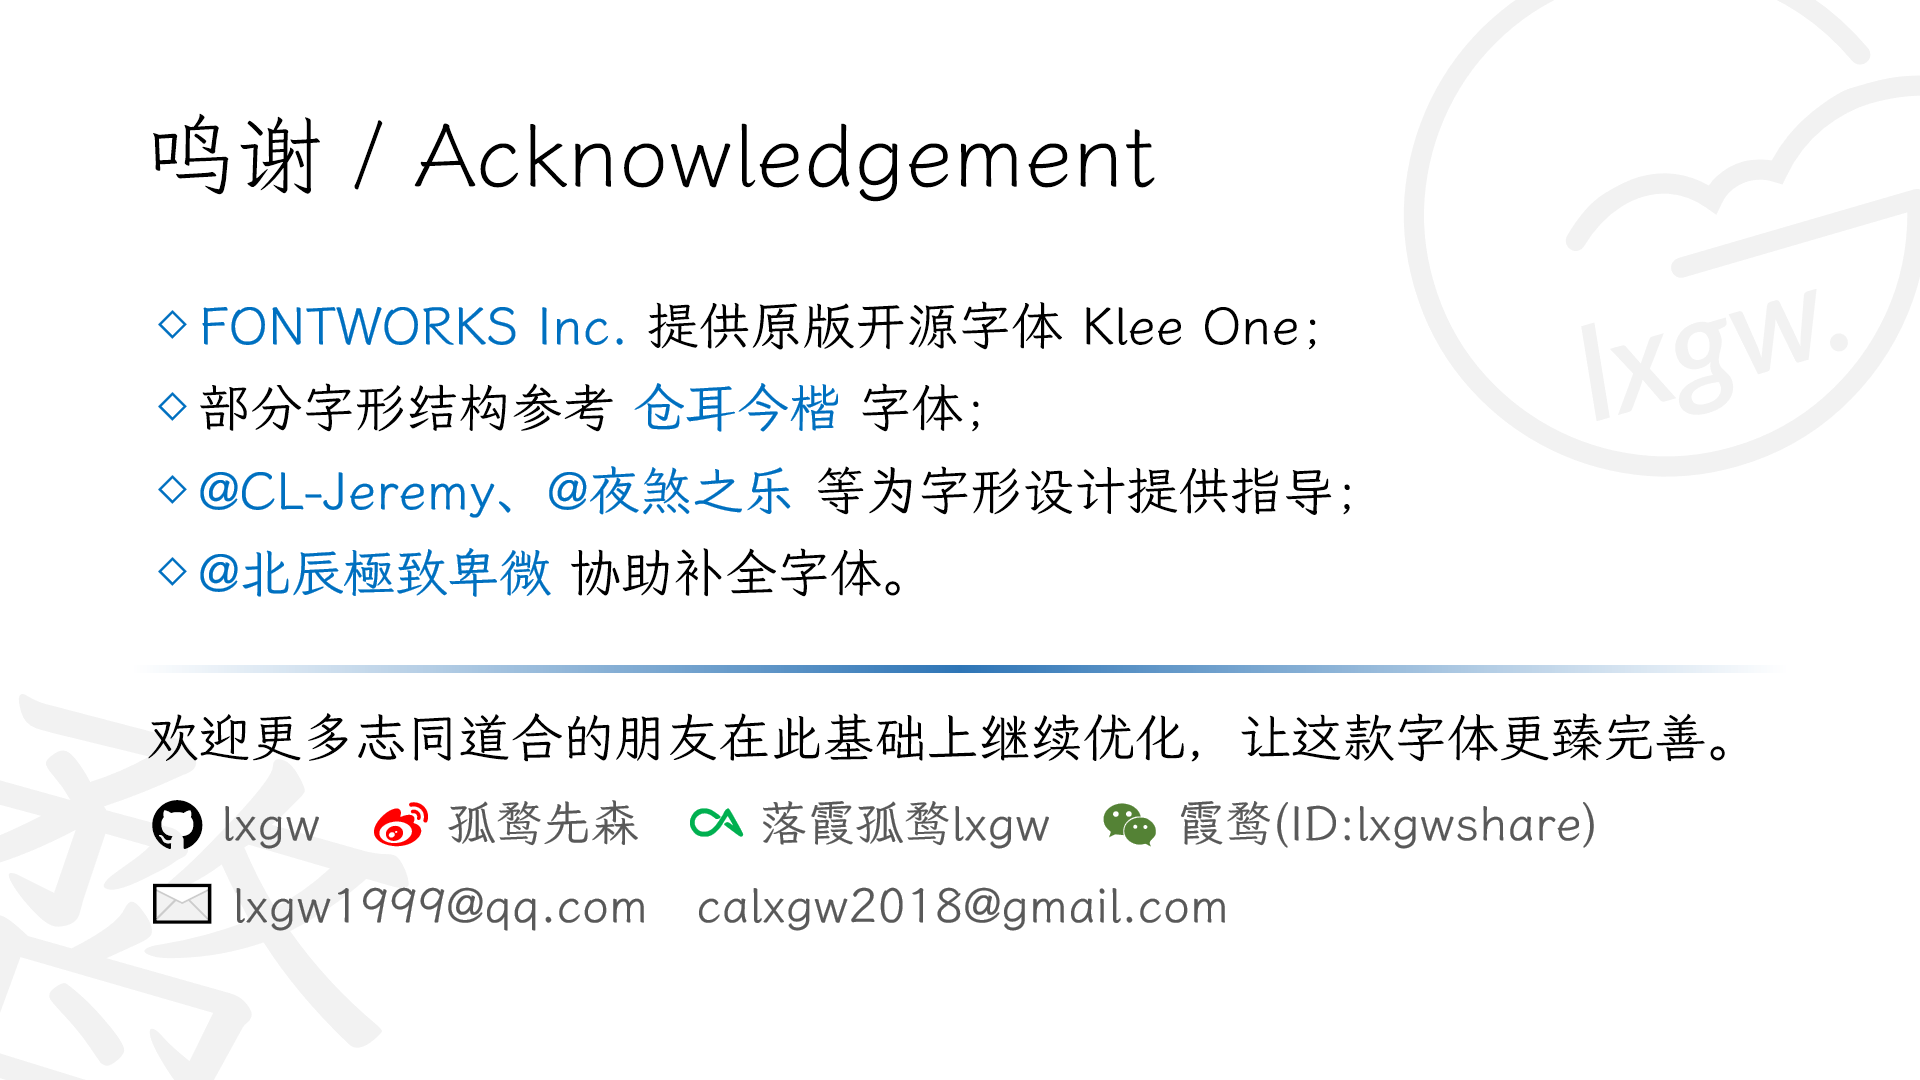 鸣谢 / Acknowledgement
lxgw.
FONTWORKS Inc. 提供原版开源字体 Klee One；
部分字形结构参考 仓耳今楷 字体；
@CL-Jeremy、@夜煞之乐 等为字形设计提供指导；
@北辰極致卑微 协助补全字体。
欢迎更多志同道合的朋友在此基础上继续优化，让这款字体更臻完善。
lxgw 孤鹜先森 落霞孤鹜lxgw 霞鹜(ID:lxgwshare)
lxgw1999@qq.com calxgw2018@gmail.com